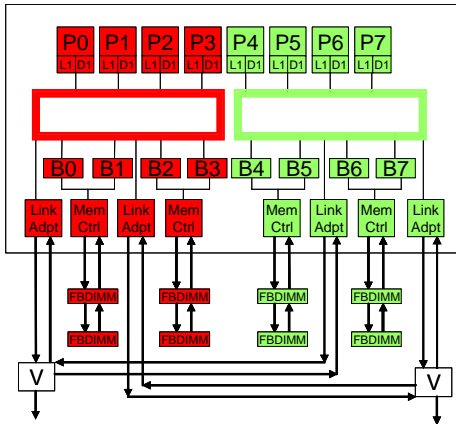 P0 P1 P2 P3 P4 P5 P6 P7
L1 D1 L1 D1 L1 D1 L1 D1 L1 D1 L1 D1 L1 D1 L1 D1
B0 B1 B2 B3 B4 B5 B6 B7
Link Mem Link Mem Mem Link Mem Link
Adpt Ctrl Adpt Ctrl Ctrl Adpt Ctrl Adpt
FBDIMM FBDIMM FBDIMM FBDIMM
FBDIMM FBDIMM FBDIMM FBDIMM
V V